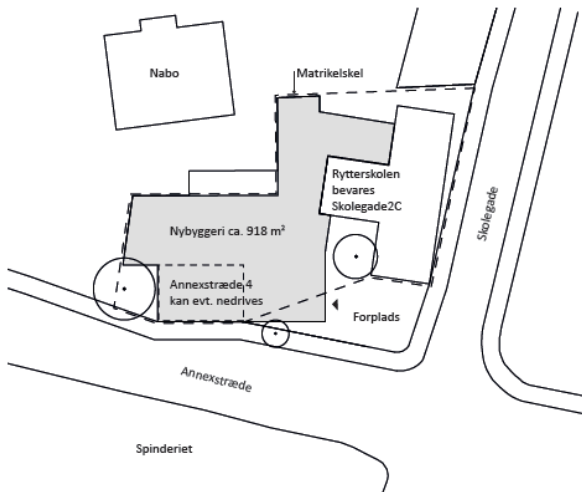 Nabo
Matrikelskel
Rytterskolen
bevares
Skolegade2C
Skolegade
Nybyggeri ca. 918 m²
Annexstræde 4
kan evt. nedrives
Forplads
Annexstræde
Spinderiet